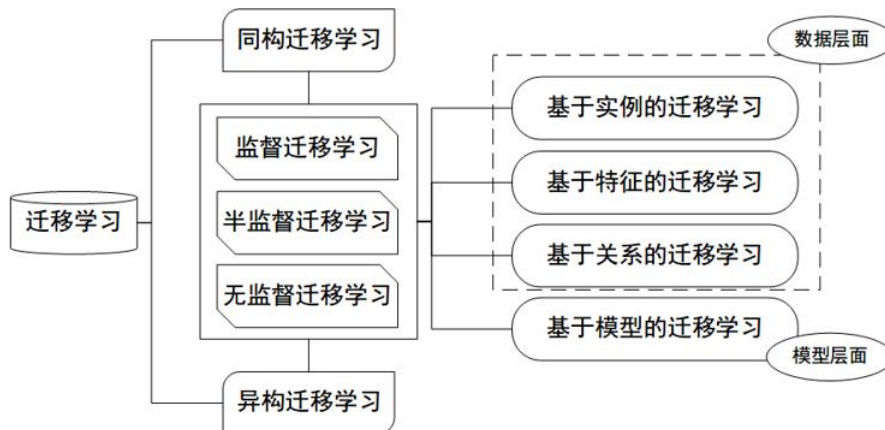 同构迁移学习
数据层面
基于实例的迁移学习
监督迁移学习
基于特征的迁移学习
迁移学习
半监督迁移学习
基于关系的迁移学习
无监督迁移学习
基于模型的迁移学习
模型层面
异构迁移学习